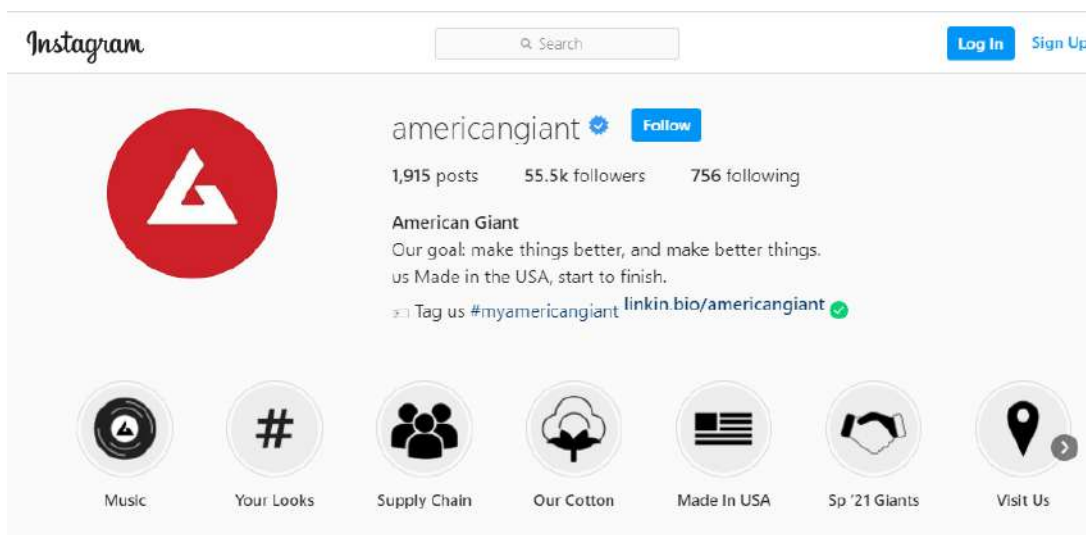 Instagram
Search
Log In
Sign Up
americangiant
Follow
1,915 posts 55.5k followers 756 following
American Giant
Our goal: make things better, and make better things.
us Made in the USA, start to finish.
Tag us #myamericangiant linkin.bio/americangiant
Music
Your Looks
Supply Chain
Our Cotton
Made In USA
Sp '21 Giants
Visit Us